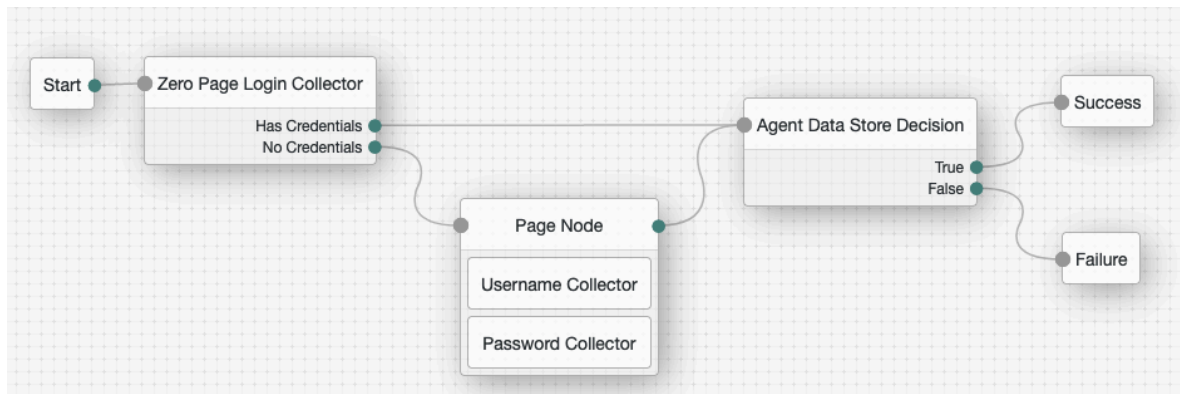 Start
Zero Page Login Collector
Has Credentials
No Credentials
Page Node
Username Collector
Password Collector
Agent Data Store Decision
True
False
Success
Failure